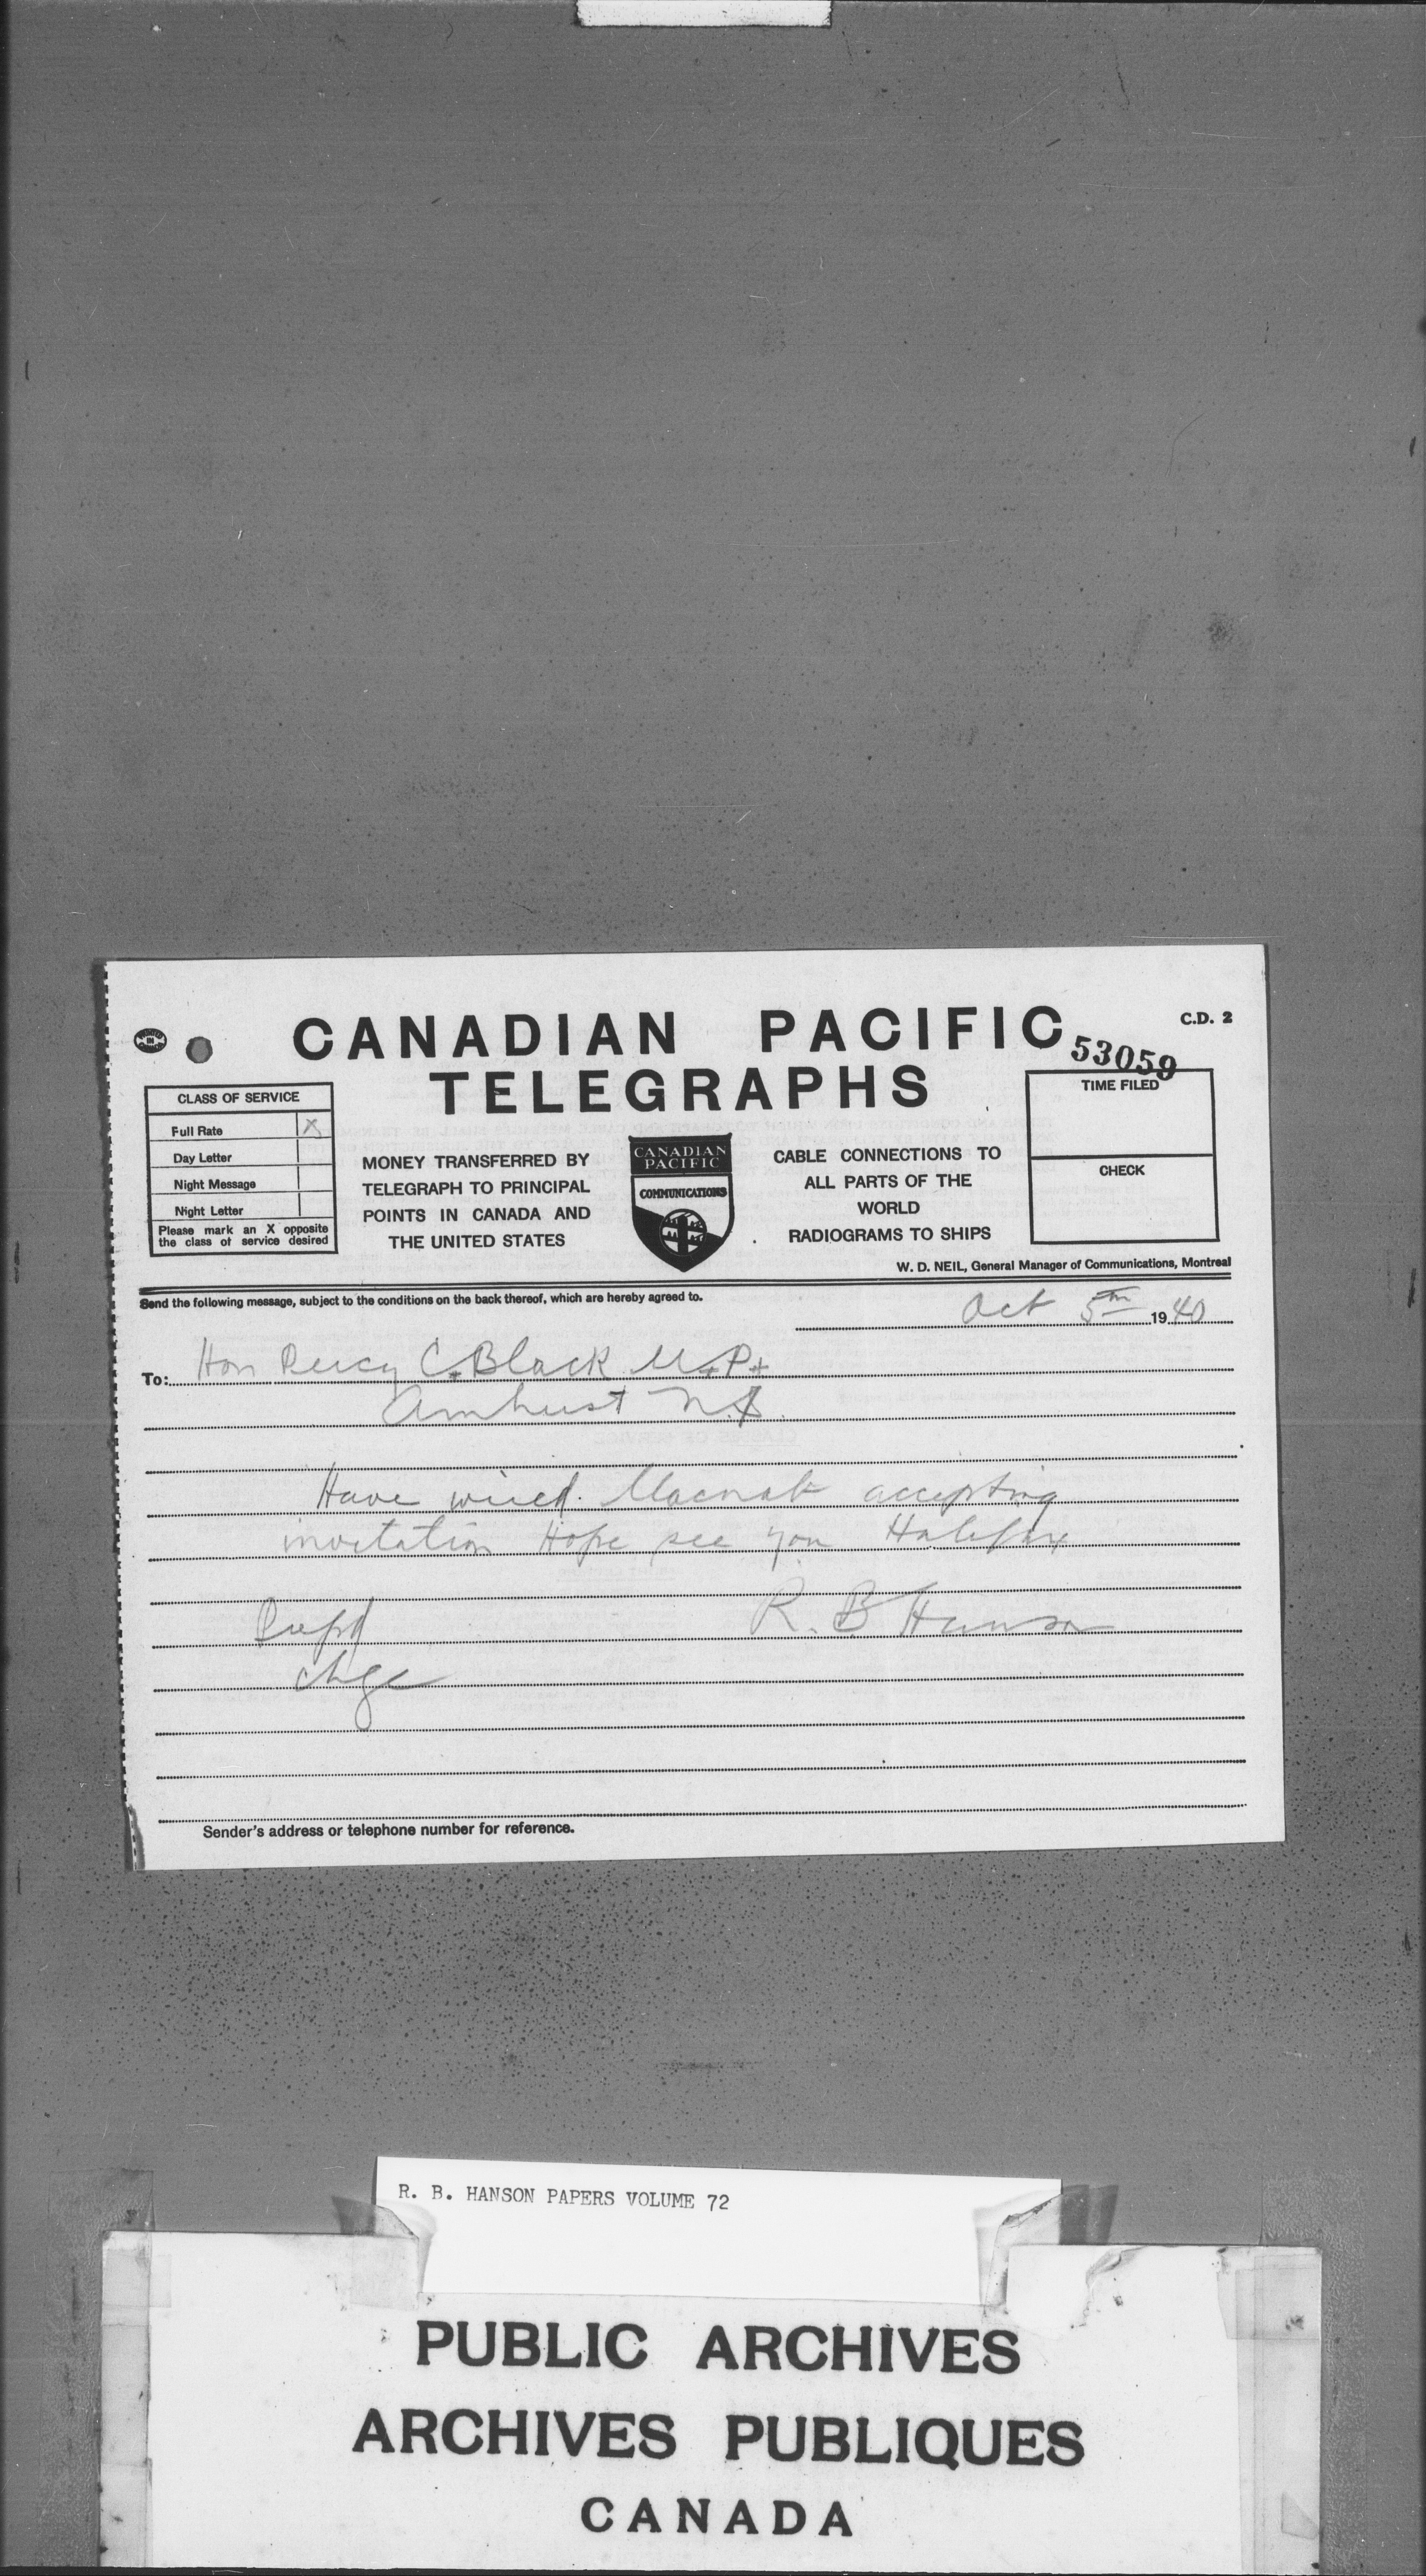 CANADIAN PACIFIC
TELEGRAPHS
C.D. 2
53059
CLASS OF SERVICE
Full Rate X
Day Letter
Night Message
Night Letter
Please mark an X opposite
the class of service desired
MONEY TRANSFERRED BY
TELEGRAPH TO PRINCIPAL
POINTS IN CANADA AND
THE UNITED STATES
CANADIAN
PACIFIC
COMMUNICATIONS
CABLE CONNECTIONS TO
ALL PARTS OF THE
WORLD
RADIOGRAMS TO SHIPS
TIME FILED
CHECK
W. D. NEIL, General Manager of Communications, Montreal
Send the following message, subject to the conditions on the back thereof, which are hereby agreed to.
Oct 5th 1940
To: Hon Percy C. Black M.P.
Amherst N.S.
Have wired Macnab accepting
invitation Hope see you Halifax
R. B Hanson
chge
Sender's address or telephone number for reference.
R. B. HANSON PAPERS VOLUME 72
PUBLIC ARCHIVES
ARCHIVES PUBLIQUES
CANADA